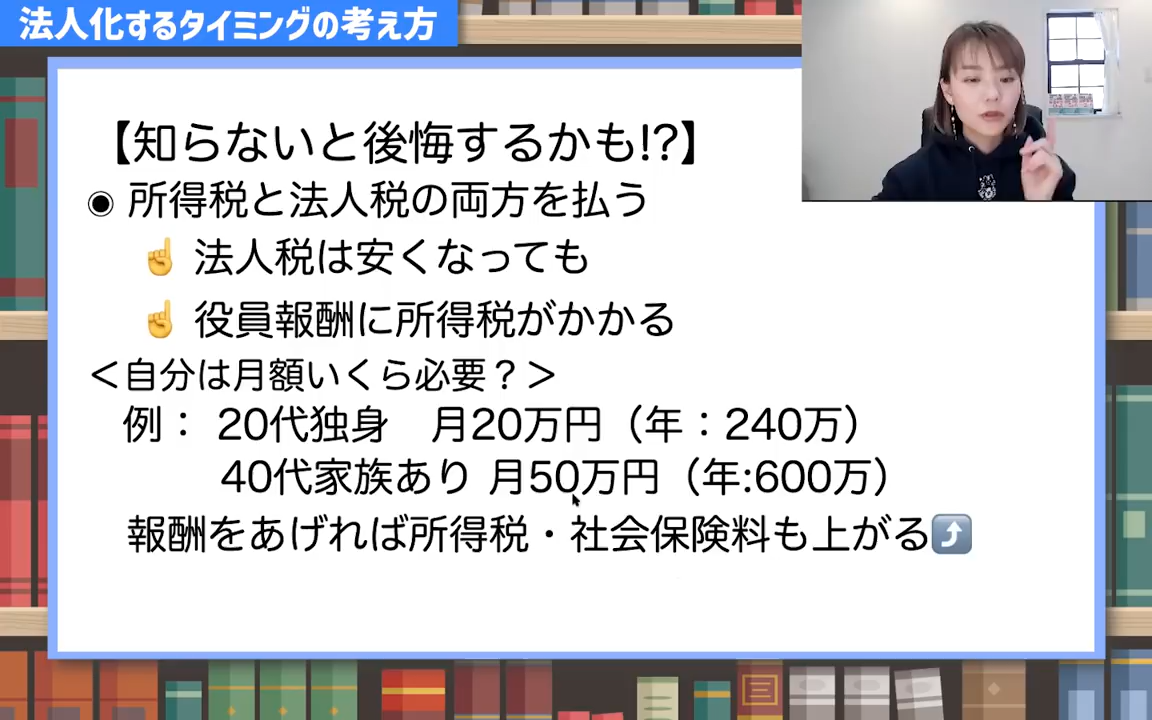 法人化するタイミングの考え方
【知らないと後悔するかも!?】
◉ 所得税と法人税の両方を払う
☝ 法人税は安くなっても
☝ 役員報酬に所得税がかかる
＜自分は月額いくら必要？＞
例： 20代独身　月20万円（年：240万）
40代家族あり 月50万円（年:600万）
報酬をあげれば所得税・社会保険料も上がる⤴